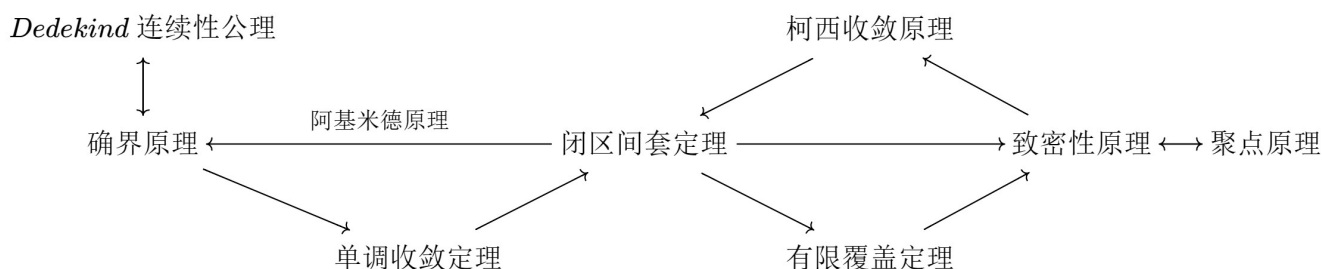 Dedekind 连续性公理
柯西收敛原理
阿基米德原理
确界原理
闭区间套定理
致密性原理
聚点原理
单调收敛定理
有限覆盖定理